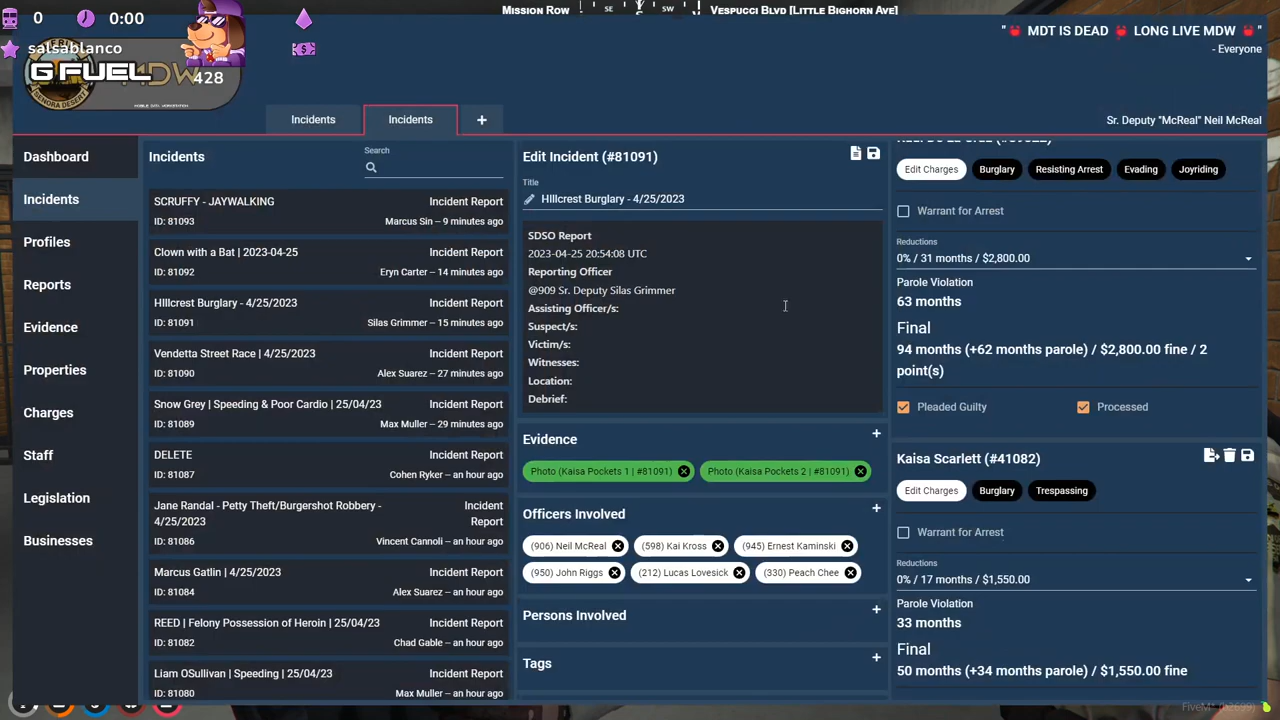 Mission Row
SE
S
SW
Vespucci Blvd [Little Bighorn Ave]
0
0:00
salsablanco
G FUEL
MDW
428
SENORA DESERT
MOBILE DATA WORKSTATION
" MDT IS DEAD LONG LIVE MDW "
- Everyone
Incidents
Incidents
+
Sr. Deputy "McReal" Neil McReal
Dashboard
Incidents
Profiles
Reports
Evidence
Properties
Charges
Staff
Legislation
Businesses
Incidents
Search
SCRUFFY - JAYWALKING
Incident Report
ID: 81093
Marcus Sin – 9 minutes ago
Clown with a Bat | 2023-04-25
Incident Report
ID: 81092
Eryn Carter – 14 minutes ago
HIllcrest Burglary - 4/25/2023
Incident Report
ID: 81091
Silas Grimmer – 15 minutes ago
Vendetta Street Race | 4/25/2023
Incident Report
ID: 81090
Alex Suarez – 27 minutes ago
Snow Grey | Speeding & Poor Cardio | 25/04/23
Incident Report
ID: 81089
Max Muller – 29 minutes ago
DELETE
Incident Report
ID: 81087
Cohen Ryker – an hour ago
Jane Randal - Petty Theft/Burgershot Robbery -
4/25/2023
Incident
Report
ID: 81086
Vincent Cannoli – an hour ago
Marcus Gatlin | 4/25/2023
Incident Report
ID: 81084
Alex Suarez – an hour ago
REED | Felony Possession of Heroin | 25/04/23
Incident Report
ID: 81082
Chad Gable – an hour ago
Liam OSullivan | Speeding | 25/04/23
Incident Report
ID: 81080
Max Muller – an hour ago
Edit Incident (#81091)
Title
HIllcrest Burglary - 4/25/2023
SDSO Report
2023-04-25 20:54:08 UTC
Reporting Officer
@909 Sr. Deputy Silas Grimmer
Assisting Officer/s:
Suspect/s:
Victim/s:
Witnesses:
Location:
Debrief:
Evidence
+
Photo (Kaisa Pockets 1 | #81091)
Photo (Kaisa Pockets 2 | #81091)
Officers Involved
+
(906) Neil McReal
(598) Kai Kross
(945) Ernest Kaminski
(950) John Riggs
(212) Lucas Lovesick
(330) Peach Chee
Persons Involved
+
Tags
+
Edit Charges
Burglary
Resisting Arrest
Evading
Joyriding
Warrant for Arrest
Reductions
0% / 31 months / $2,800.00
Parole Violation
63 months
Final
94 months (+62 months parole) / $2,800.00 fine / 2
point(s)
Pleaded Guilty
Processed
Kaisa Scarlett (#41082)
Edit Charges
Burglary
Trespassing
Warrant for Arrest
Reductions
0% / 17 months / $1,550.00
Parole Violation
33 months
Final
50 months (+34 months parole) / $1,550.00 fine